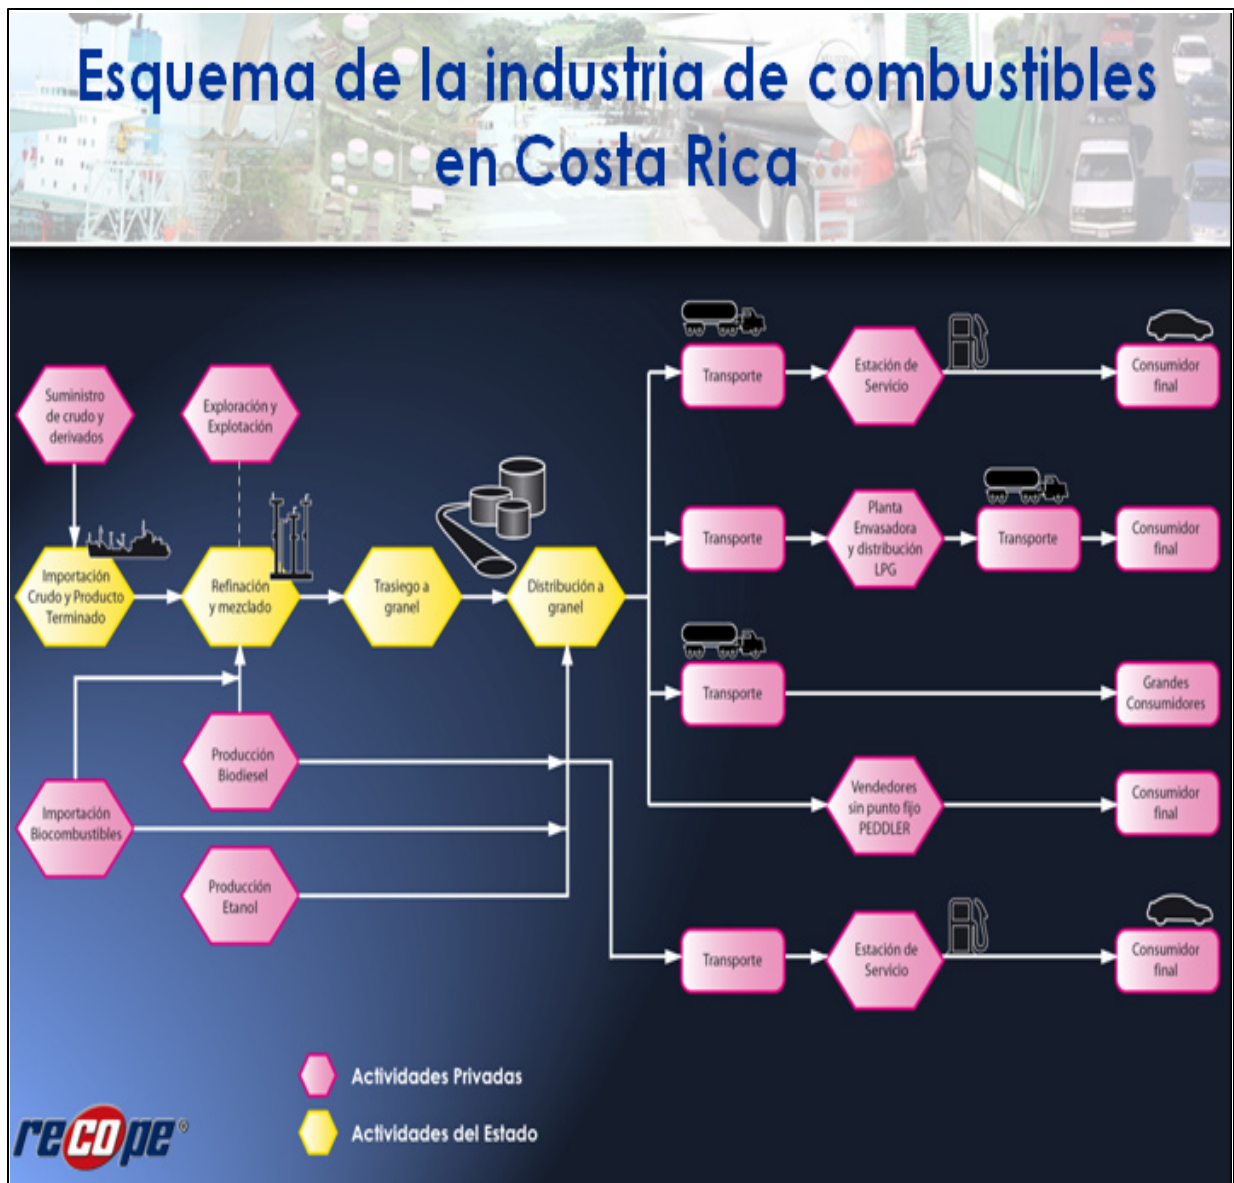 Esquema de la industria de combustibles
en Costa Rica
Suministro
de crudo y
derivados
Exploración y
Explotación
Importación
Crudo y Producto
Terminado
Refinación
y mezclado
Trasiego a
granel
Distribución a
granel
Transporte
Estación de
Servicio
Consumidor
final
Transporte
Planta
Envasadora
y distribución
LPG
Transporte
Consumidor
final
Transporte
Grandes
Consumidores
Producción
Biodiesel
Importación
Biocombustibles
Producción
Etanol
Vendedores
sin punto fijo
PEDDLER
Consumidor
final
Transporte
Estación de
Servicio
Consumidor
final
Actividades Privadas
Actividades del Estado
recope®